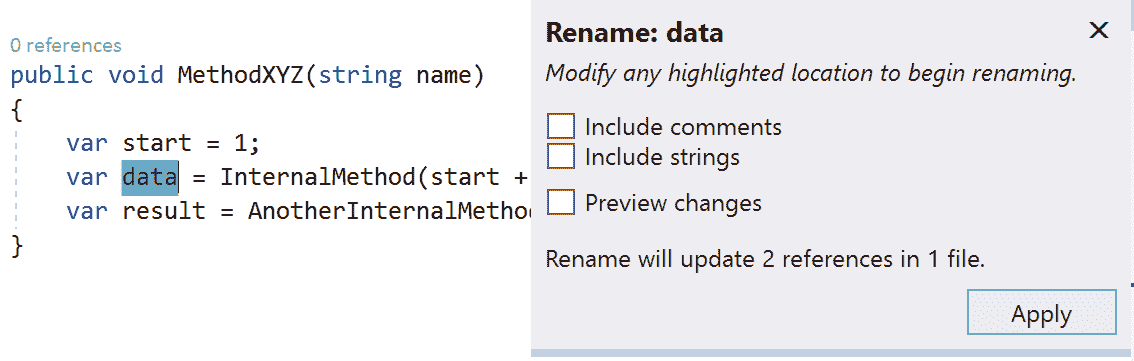 0 references
public void MethodXYZ(string name)
{
var start = 1;
var data = InternalMethod(start +
var result = AnotherInternalMetho
}
Rename: data
Modify any highlighted location to begin renaming.
Include comments
Include strings
Preview changes
Rename will update 2 references in 1 file.
Apply